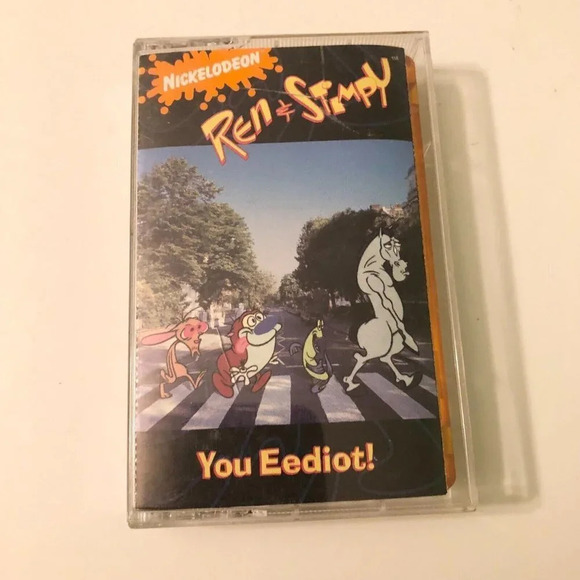 NICKELODEON
REN & STIMPY
You Eediot!